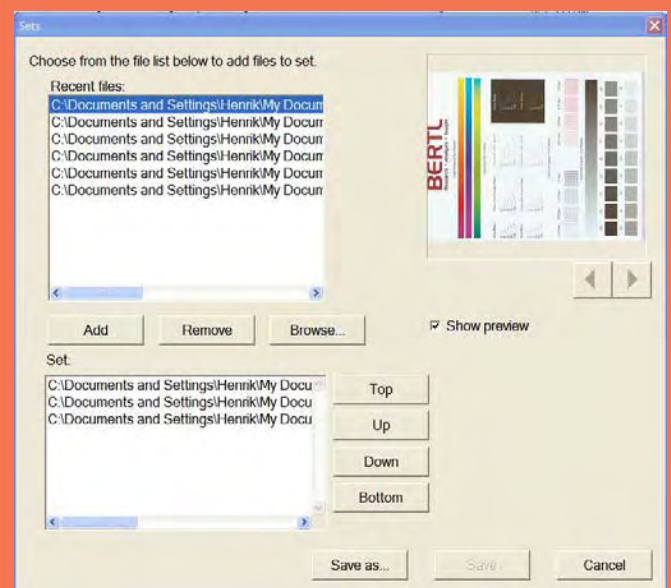 Sets
Choose from the file list below to add files to set.
Recent files:
C:\Documents and Settings\Henrik\My Docum
C:\Documents and Settings\Henrik\My Docum
C:\Documents and Settings\Henrik\My Docum
C:\Documents and Settings\Henrik\My Docum
C:\Documents and Settings\Henrik\My Docum
C:\Documents and Settings\Henrik\My Docum
BERTL
Add
Remove
Browse...
Show preview
Set:
C:\Documents and Settings\Henrik\My Docu
C:\Documents and Settings\Henrik\My Docu
C:\Documents and Settings\Henrik\My Docu
Top
Up
Down
Bottom
Save as...
Save
Cancel